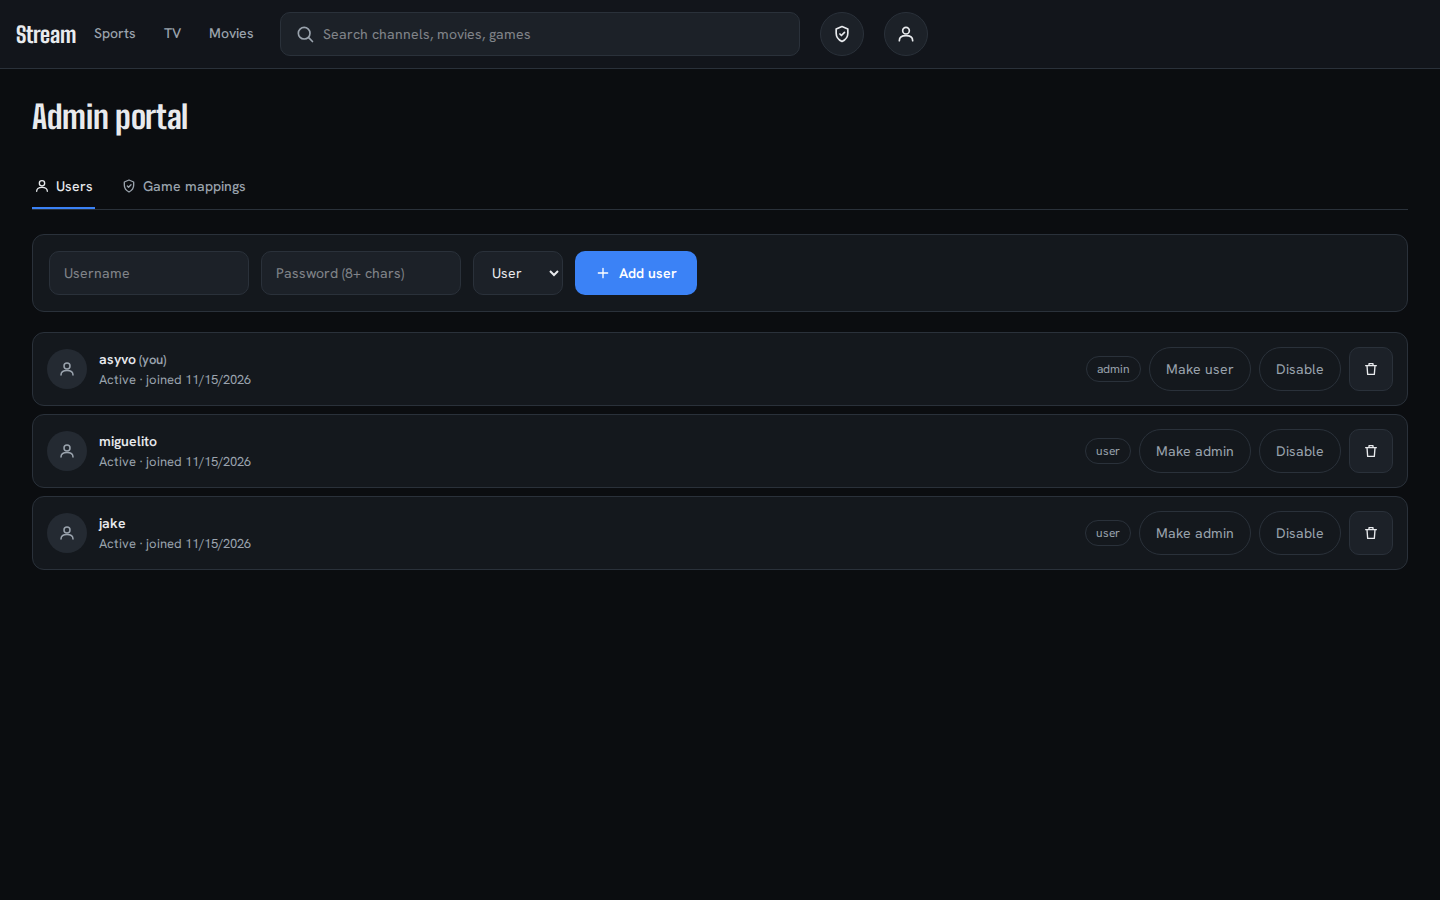 Stream Sports TV Movies Search channels, movies, games
Admin portal
Users Game mappings
Username Password (8+ chars) User Add user
asyvo (you)
Active · joined 11/15/2026
admin Make user Disable
miguelito
Active · joined 11/15/2026
user Make admin Disable
jake
Active · joined 11/15/2026
user Make admin Disable